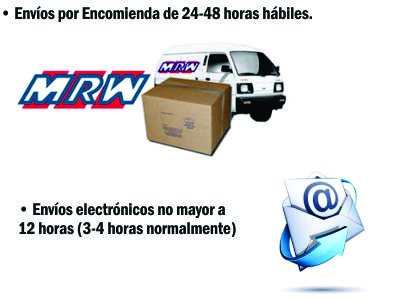 • Envíos por Encomienda de 24-48 horas hábiles.
MRW
MRW
• Envíos electrónicos no mayor a
12 horas (3-4 horas normalmente)
@